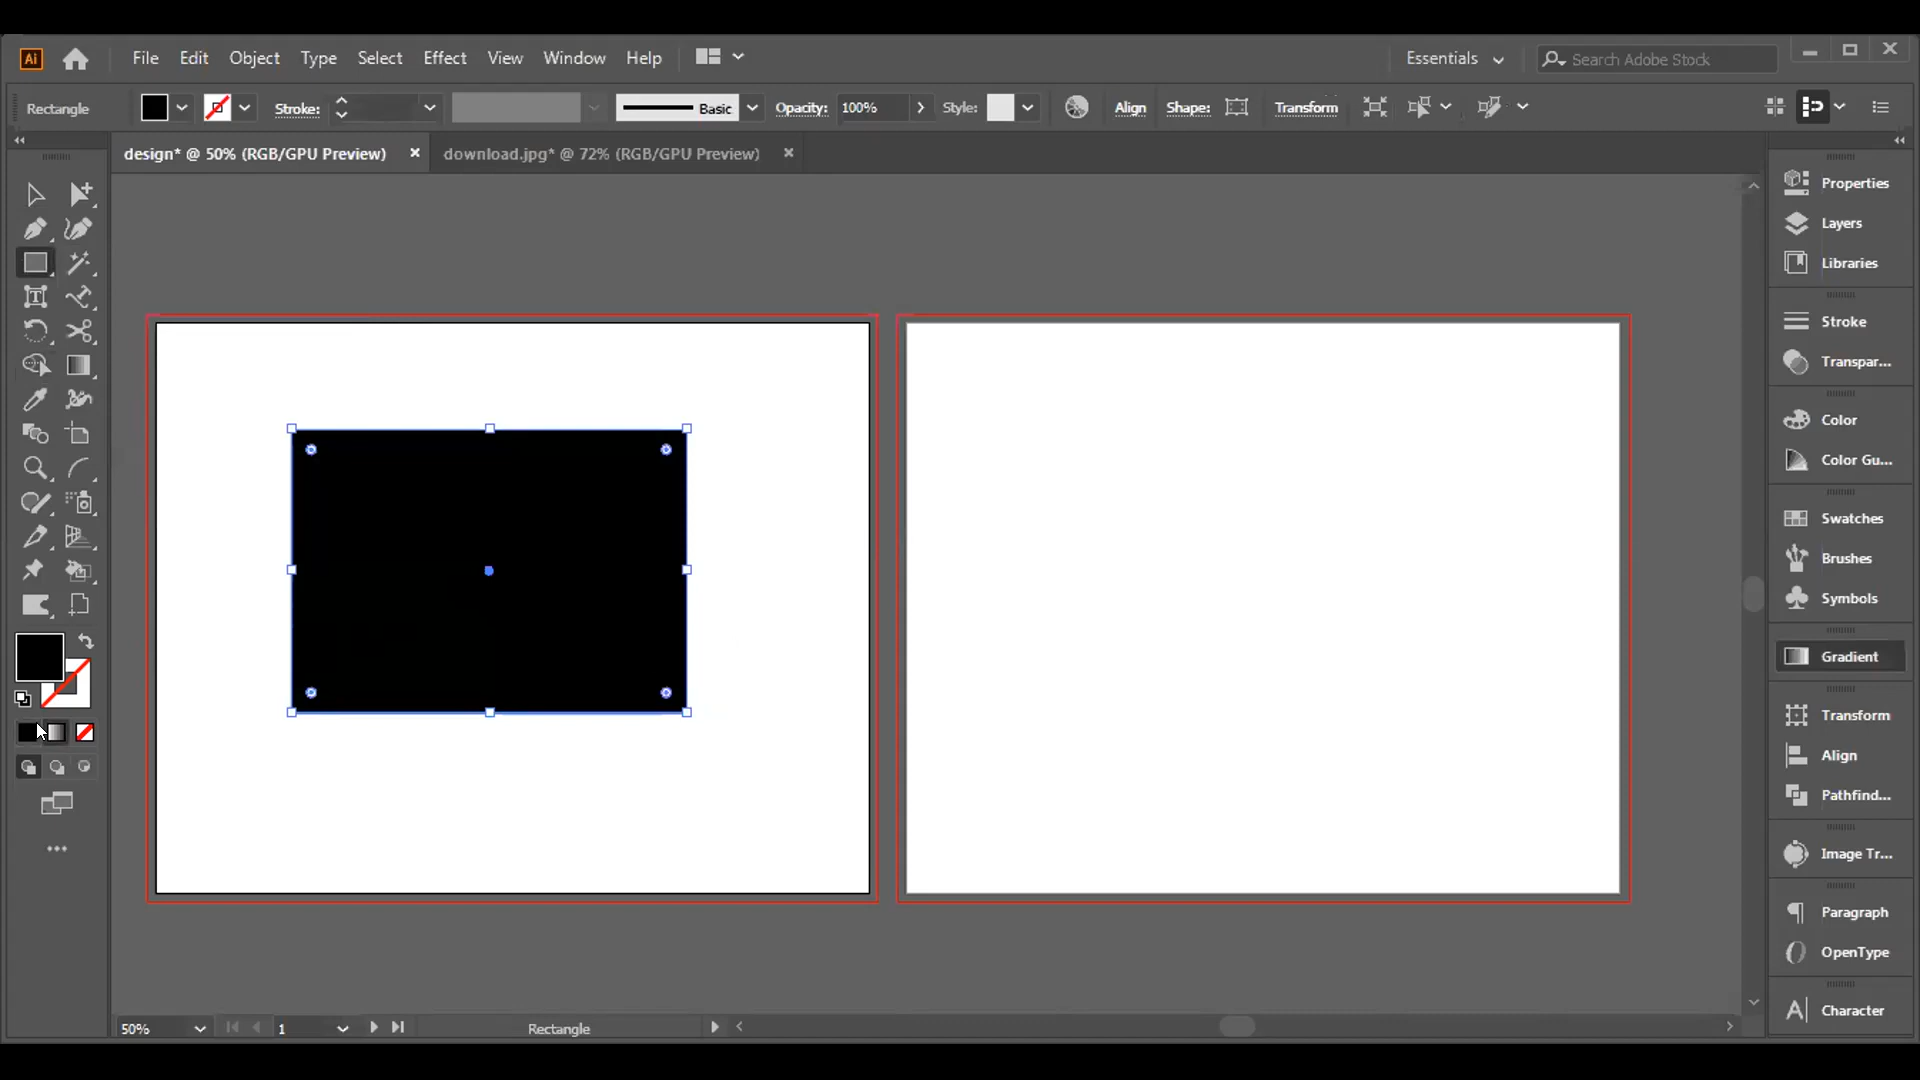 Ai File Edit Object Type Select Effect View Window Help Essentials Search Adobe Stock
Rectangle Stroke: Basic Opacity: 100% Style: Align Shape: Transform
design* @ 50% (RGB/GPU Preview) × download.jpg* @ 72% (RGB/GPU Preview) ×
Properties
Layers
Libraries
Stroke
Transpar...
Color
Color Gu...
Swatches
Brushes
Symbols
Gradient
Transform
Align
Pathfind...
Image Tr...
Paragraph
OpenType
Character
50% 1 Rectangle